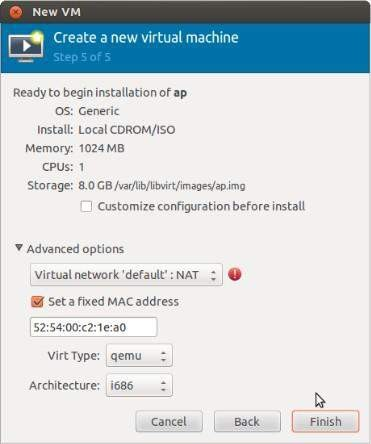 New VM
Create a new virtual machine
Step 5 of 5
Ready to begin installation of ap
OS: Generic
Install: Local CDROM/ISO
Memory: 1024 MB
CPUs: 1
Storage: 8.0 GB /var/lib/libvirt/images/ap.img
Customize configuration before install
Advanced options
Virtual network 'default' : NAT
Set a fixed MAC address
52:54:00:c2:1e:a0
Virt Type: qemu
Architecture: i686
Cancel Back Finish